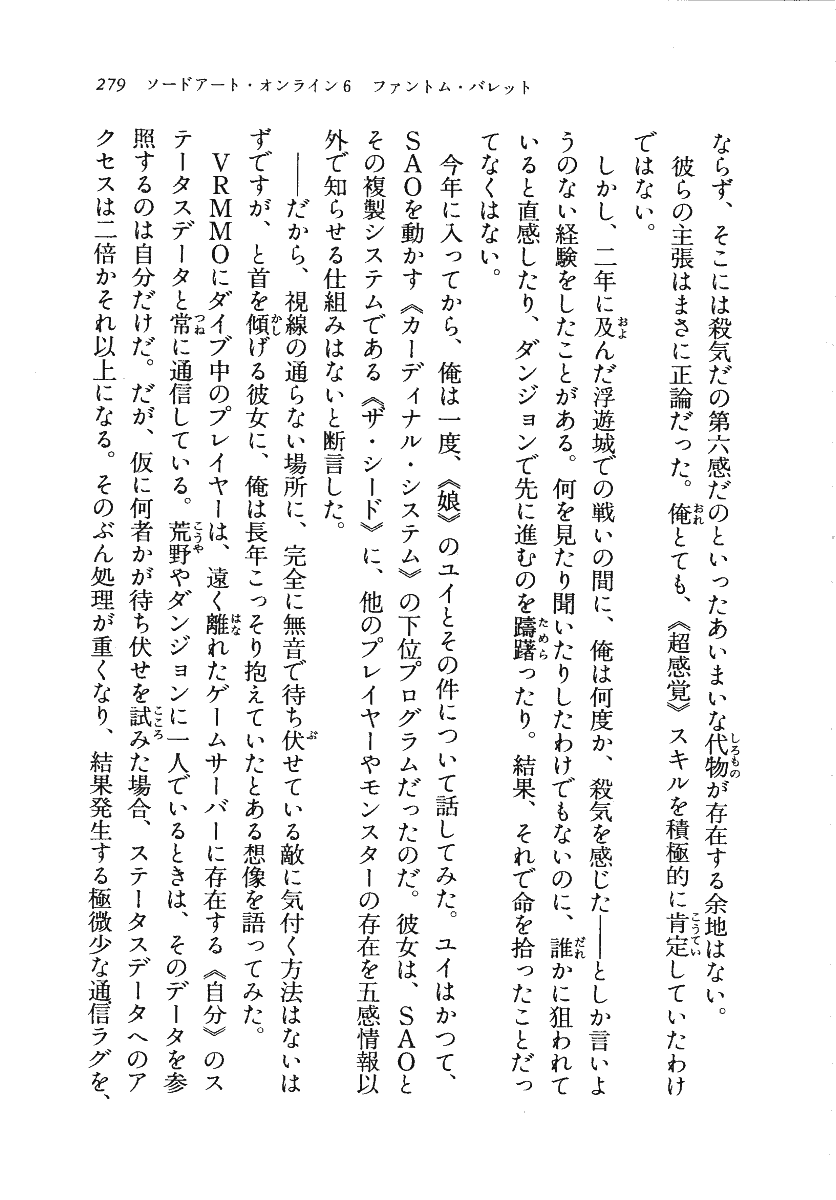 279　ソードアート・オンライン6　ファントム・バレット
ならず、そこには殺気だの第六感だのといったあいまいな代物が存在する余地はない。
　彼らの主張はまさに正論だった。俺とても、《超感覚》スキルを積極的に肯定していたわけ
ではない。
　しかし、二年に及んだ浮遊城での戦いの間に、俺は何度か、殺気を感じた――としか言いよ
うのない経験をしたことがある。何を見たり聞いたりしたわけでもないのに、誰かに狙われて
いると直感したり、ダンジョンで先に進むのを躊躇ったり。結果、それで命を拾ったことだっ
てなくはない。
　今年に入ってから、俺は一度、《娘》のユイとその件について話してみた。ユイはかつて、
ＳＡＯを動かす《カーディナル・システム》の下位プログラムだったのだ。彼女は、ＳＡＯと
その複製システムである《ザ・シード》に、他のプレイヤーやモンスターの存在を五感情報以
外で知らせる仕組みはないと断言した。
　――だから、視線の通らない場所に、完全に無音で待ち伏せている敵に気付く方法はないは
ずですが、と首を傾げる彼女に、俺は長年こっそり抱えていたとある想像を語ってみた。
　ＶＲＭＭＯにダイブ中のプレイヤーは、遠く離れたゲームサーバーに存在する《自分》のス
テータスデータと常に通信している。荒野やダンジョンに一人でいるときは、そのデータを参
照するのは自分だけだ。だが、仮に何者かが待ち伏せを試みた場合、ステータスデータへのア
クセスは二倍かそれ以上になる。そのぶん処理が重くなり、結果発生する極微少な通信ラグを、